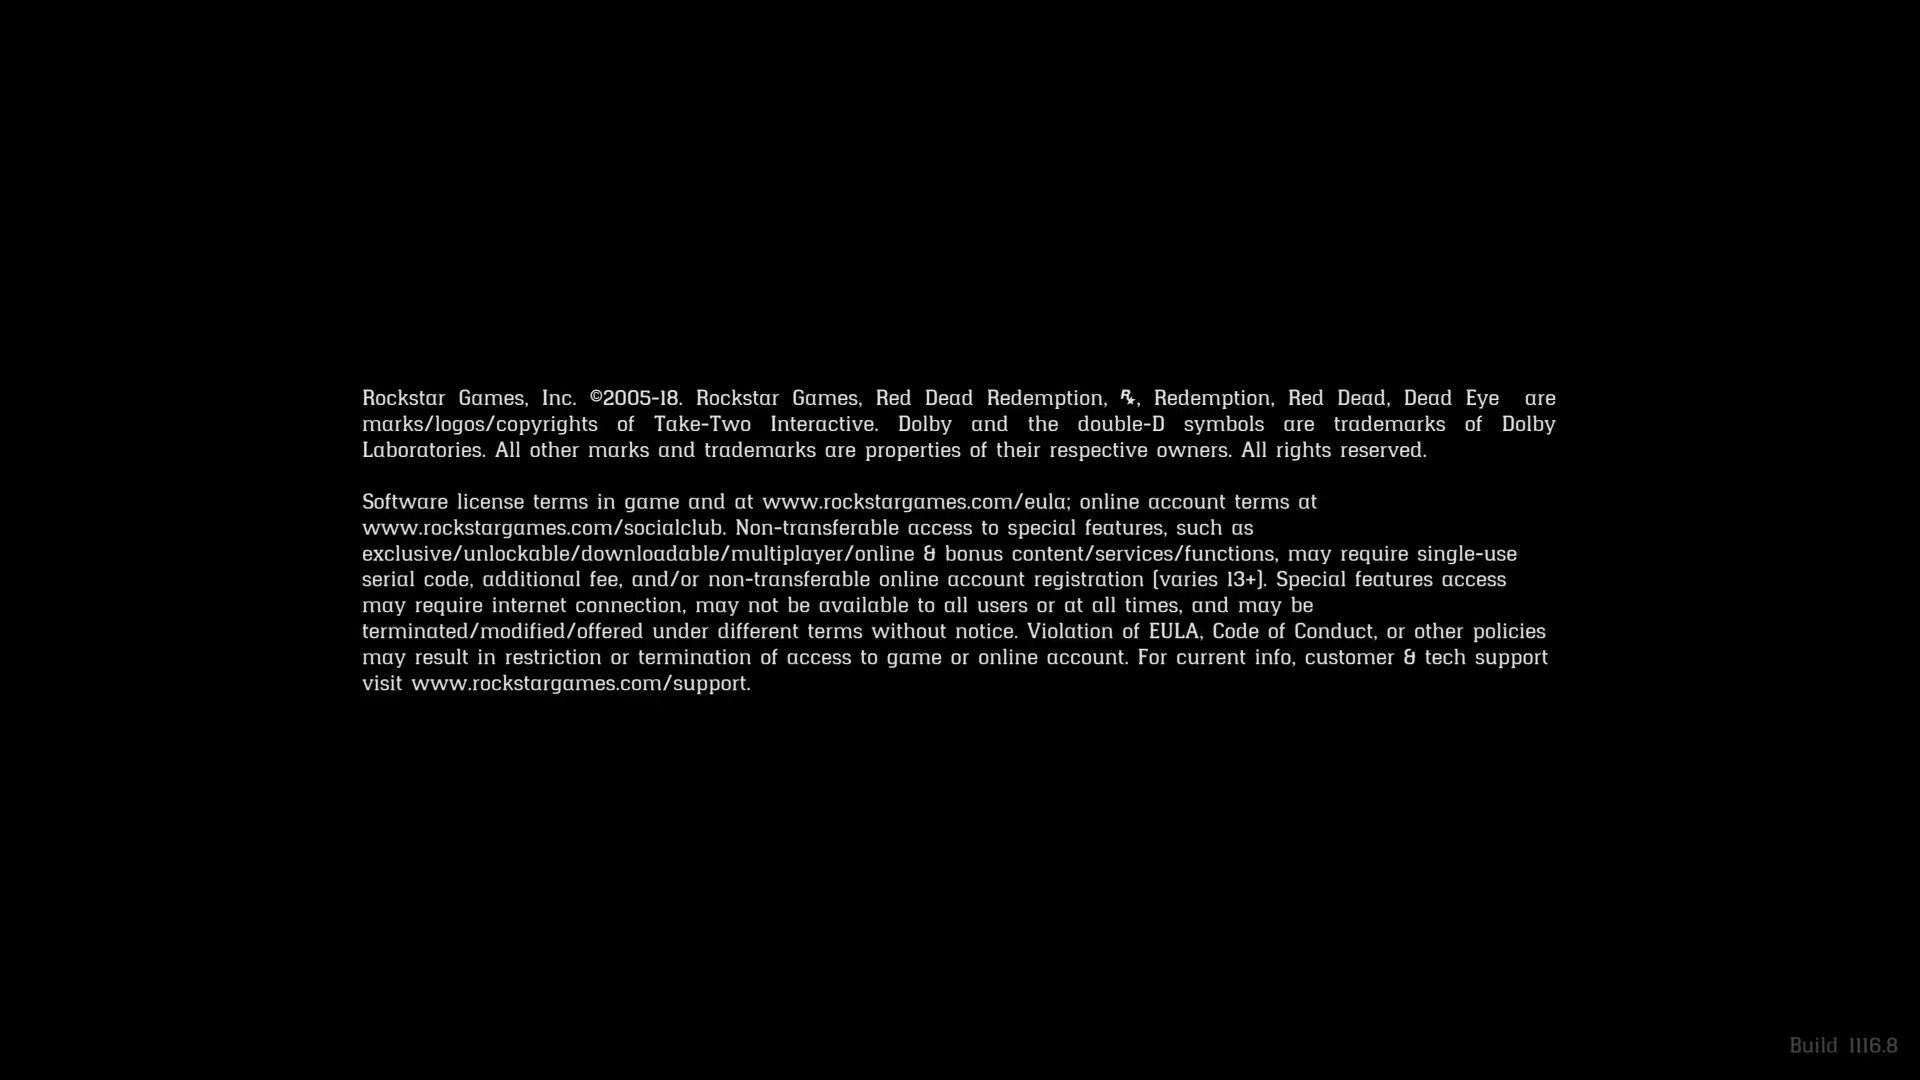 Rockstar Games, Inc. ©2005-18. Rockstar Games, Red Dead Redemption, R★, Redemption, Red Dead, Dead Eye are
marks/logos/copyrights of Take-Two Interactive. Dolby and the double-D symbols are trademarks of Dolby
Laboratories. All other marks and trademarks are properties of their respective owners. All rights reserved.
Software license terms in game and at www.rockstargames.com/eula; online account terms at
www.rockstargames.com/socialclub. Non-transferable access to special features, such as
exclusive/unlockable/downloadable/multiplayer/online & bonus content/services/functions, may require single-use
serial code, additional fee, and/or non-transferable online account registration (varies 13+). Special features access
may require internet connection, may not be available to all users or at all times, and may be
terminated/modified/offered under different terms without notice. Violation of EULA, Code of Conduct, or other policies
may result in restriction or termination of access to game or online account. For current info, customer & tech support
visit www.rockstargames.com/support.
Build 1116.8